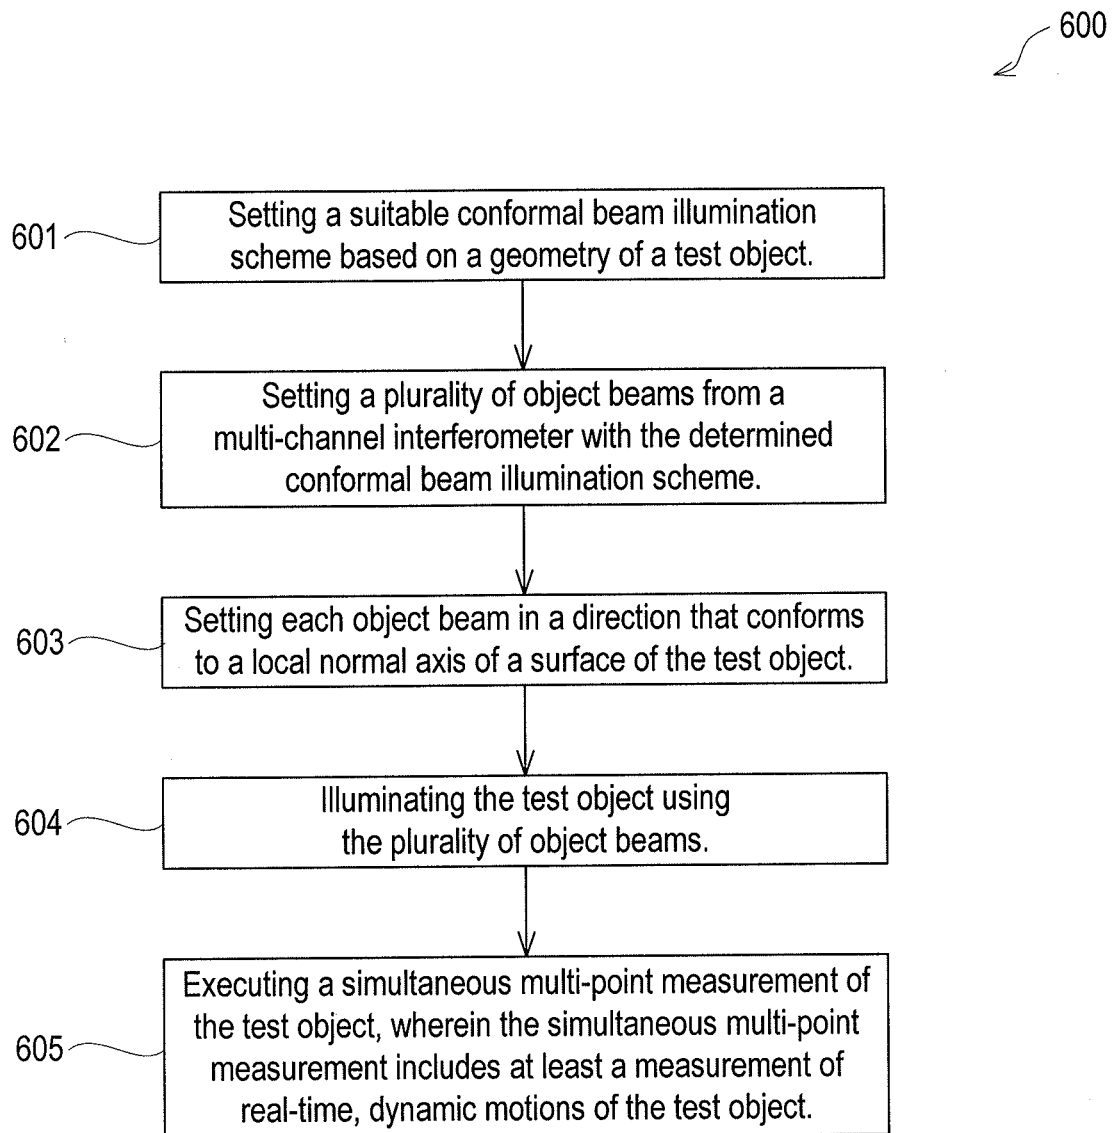 600
601
Setting a suitable conformal beam illumination
scheme based on a geometry of a test object.
602
Setting a plurality of object beams from a
multi-channel interferometer with the determined
conformal beam illumination scheme.
603
Setting each object beam in a direction that conforms
to a local normal axis of a surface of the test object.
604
Illuminating the test object using
the plurality of object beams.
605
Executing a simultaneous multi-point measurement of
the test object, wherein the simultaneous multi-point
measurement includes at least a measurement of
real-time, dynamic motions of the test object.